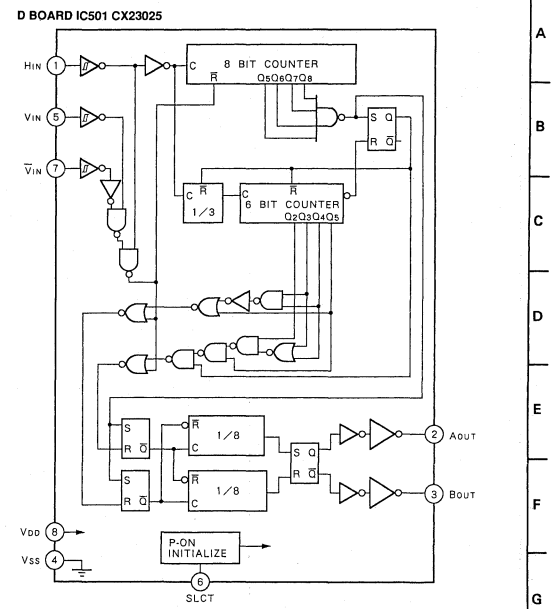 D BOARD IC501 CX23025
A
HIN 1
8 BIT COUNTER
C R̅ Q5Q6Q7Q8
B
VIN 5
S Q
R Q̅
V̅IN 7
C
C R̅
1/3
C R̅
6 BIT COUNTER
Q2Q3Q4Q5
D
E
S
R Q̅
R̅
C
1/8
S Q
R Q̅
2 AOUT
S
R Q̅
R̅
C
1/8
3 BOUT
F
VDD 8
VSS 4
P-ON
INITIALIZE
6
SLCT
G